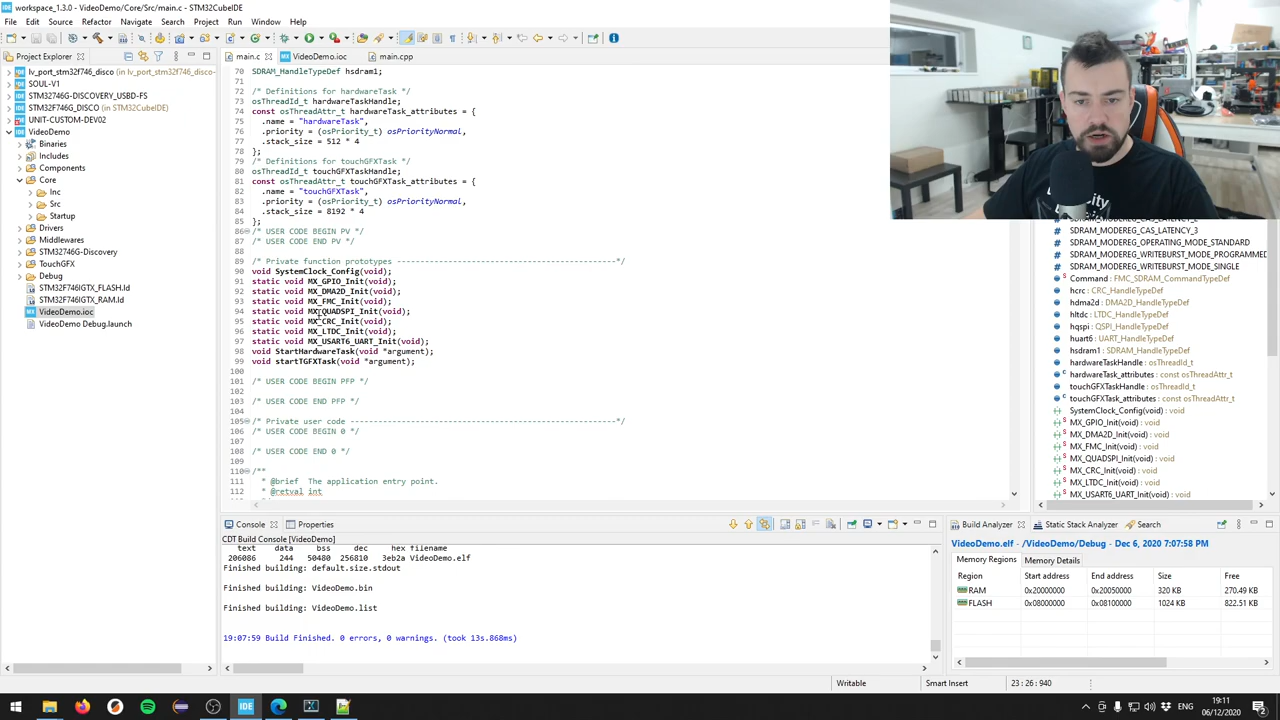 workspace_1.3.0 - VideoDemo/Core/Src/main.c - STM32CubeIDE
File Edit Source Refactor Navigate Search Project Run Window Help
Project Explorer
lv_port_stm32f746_disco (in lv_port_stm32f746_disco-
SOUL-V1
STM32746G-DISCOVERY_USBD-FS
STM32F746G_DISCO (in STM32CubeIDE)
UNIT-CUSTOM-DEV02
VideoDemo
Binaries
Includes
Components
Core
Inc
Src
Startup
Drivers
Middlewares
STM32746G-Discovery
TouchGFX
Debug
STM32F746IGTX_FLASH.ld
STM32F746IGTX_RAM.ld
VideoDemo.ioc
VideoDemo Debug.launch
main.c VideoDemo.ioc main.cpp
70 SDRAM_HandleTypeDef hsdram1;
71
72 /* Definitions for hardwareTask */
73 osThreadId_t hardwareTaskHandle;
74 const osThreadAttr_t hardwareTask_attributes = {
75 .name = "hardwareTask",
76 .priority = (osPriority_t) osPriorityNormal,
77 .stack_size = 512 * 4
78 };
79 /* Definitions for touchGFXTask */
80 osThreadId_t touchGFXTaskHandle;
81 const osThreadAttr_t touchGFXTask_attributes = {
82 .name = "touchGFXTask",
83 .priority = (osPriority_t) osPriorityNormal,
84 .stack_size = 8192 * 4
85 };
86 /* USER CODE BEGIN PV */
87 /* USER CODE END PV */
88
89 /* Private function prototypes -----------------------------------------------*/
90 void SystemClock_Config(void);
91 static void MX_GPIO_Init(void);
92 static void MX_DMA2D_Init(void);
93 static void MX_FMC_Init(void);
94 static void MX_QUADSPI_Init(void);
95 static void MX_CRC_Init(void);
96 static void MX_LTDC_Init(void);
97 static void MX_USART6_UART_Init(void);
98 void StartHardwareTask(void *argument);
99 void startTGFXTask(void *argument);
100
101 /* USER CODE BEGIN PFP */
102
103 /* USER CODE END PFP */
104
105 /* Private user code ---------------------------------------------------------*/
106 /* USER CODE BEGIN 0 */
107
108 /* USER CODE END 0 */
109
110 /**
111 * @brief The application entry point.
112 * @retval int
SDRAM_MODEREG_CAS_LATENCY_3
SDRAM_MODEREG_OPERATING_MODE_STANDARD
SDRAM_MODEREG_WRITEBURST_MODE_PROGRAMMED
SDRAM_MODEREG_WRITEBURST_MODE_SINGLE
Command : FMC_SDRAM_CommandTypeDef
hcrc : CRC_HandleTypeDef
hdma2d : DMA2D_HandleTypeDef
hltdc : LTDC_HandleTypeDef
hqspi : QSPI_HandleTypeDef
huart6 : UART_HandleTypeDef
hsdram1 : SDRAM_HandleTypeDef
hardwareTaskHandle : osThreadId_t
hardwareTask_attributes : const osThreadAttr_t
touchGFXTaskHandle : osThreadId_t
touchGFXTask_attributes : const osThreadAttr_t
SystemClock_Config(void) : void
MX_GPIO_Init(void) : void
MX_DMA2D_Init(void) : void
MX_FMC_Init(void) : void
MX_QUADSPI_Init(void) : void
MX_CRC_Init(void) : void
MX_LTDC_Init(void) : void
MX_USART6_UART_Init(void) : void
Console Properties
CDT Build Console [VideoDemo]
text data bss dec hex filename
206086 244 50480 256810 3eb2a VideoDemo.elf
Finished building: default.size.stdout
Finished building: VideoDemo.bin
Finished building: VideoDemo.list
19:07:59 Build Finished. 0 errors, 0 warnings. (took 13s.868ms)
Build Analyzer Static Stack Analyzer Search
VideoDemo.elf - /VideoDemo/Debug - Dec 6, 2020 7:07:58 PM
Memory Regions Memory Details
Region Start address End address Size Free
RAM 0x20000000 0x20050000 320 KB 270.49 KB
FLASH 0x08000000 0x08100000 1024 KB 822.51 KB
Writable Smart Insert 23 : 26 : 940
IDE ENG 19:11
06/12/2020 2